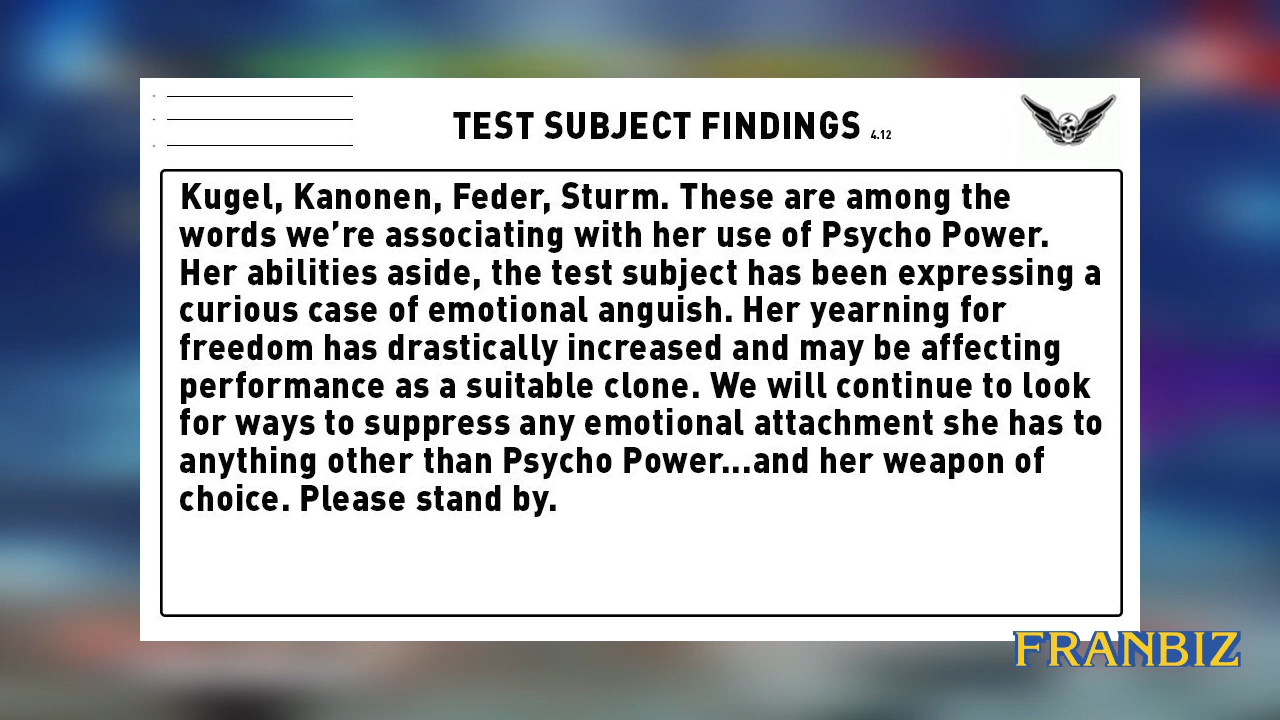 TEST SUBJECT FINDINGS 4.12
Kugel, Kanonen, Feder, Sturm. These are among the
words we're associating with her use of Psycho Power.
Her abilities aside, the test subject has been expressing a
curious case of emotional anguish. Her yearning for
freedom has drastically increased and may be affecting
performance as a suitable clone. We will continue to look
for ways to suppress any emotional attachment she has to
anything other than Psycho Power...and her weapon of
choice. Please stand by.
FRANBIZ